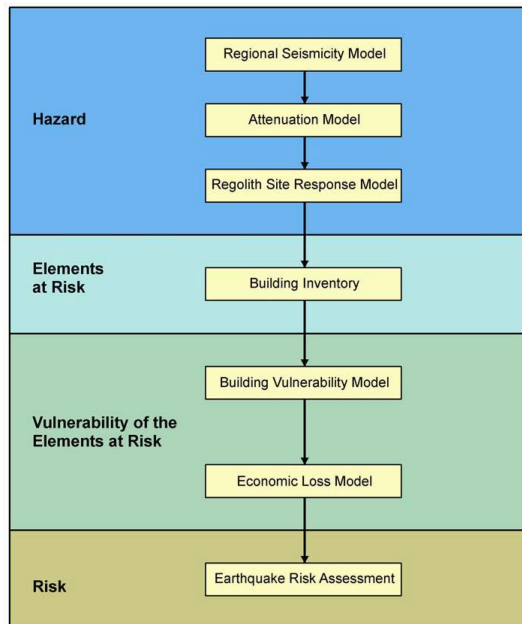 Regional Seismicity Model
Hazard
Attenuation Model
Regolith Site Response Model
Elements
at Risk
Building Inventory
Building Vulnerability Model
Vulnerability of the
Elements at Risk
Economic Loss Model
Earthquake Risk Assessment
Risk